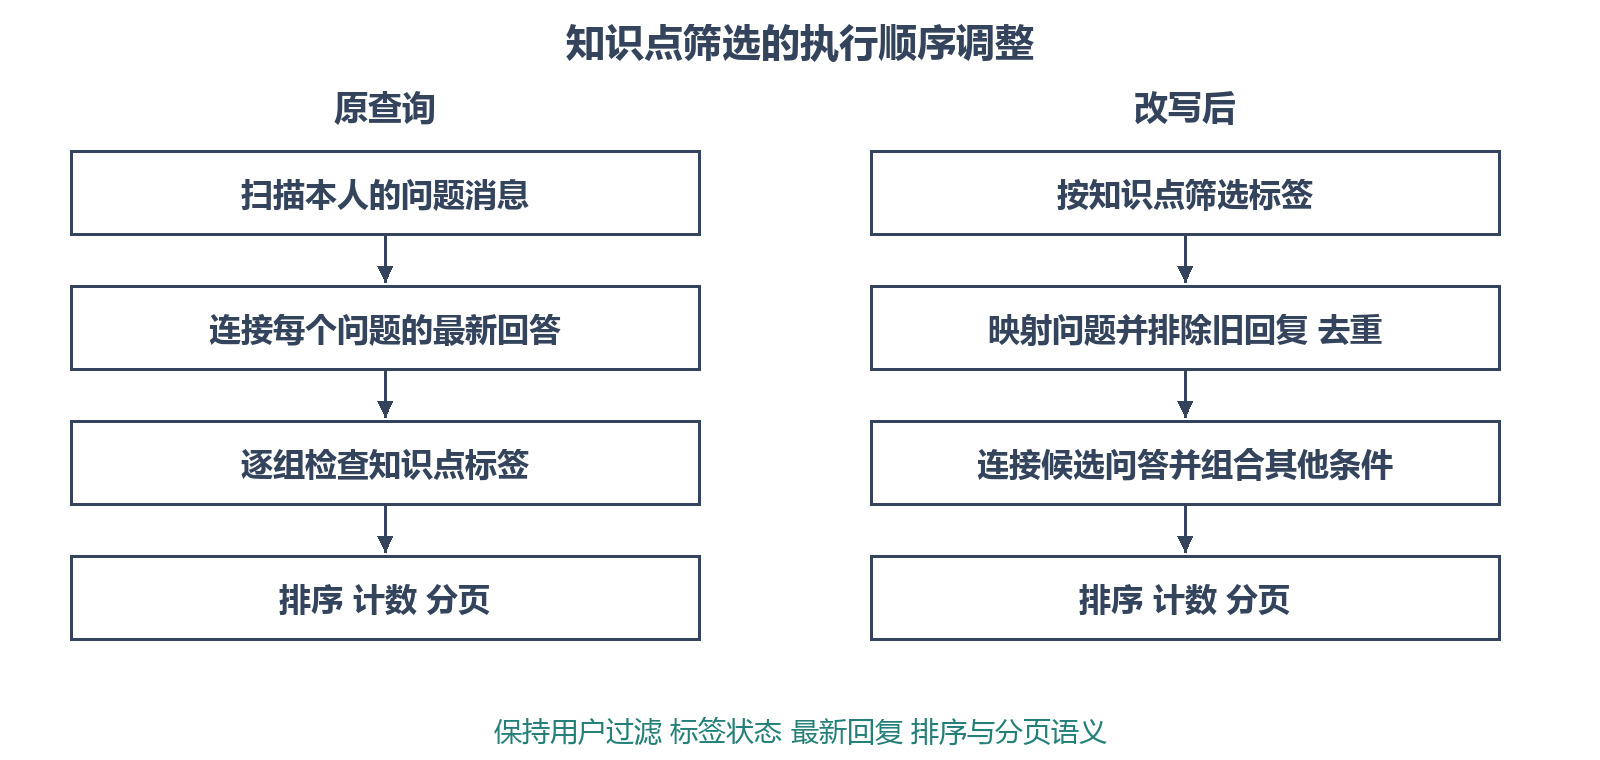 知识点筛选的执行顺序调整
原查询
扫描本人的问题消息
连接每个问题的最新回答
逐组检查知识点标签
排序 计数 分页
改写后
按知识点筛选标签
映射问题并排除旧回复 去重
连接候选问答并组合其他条件
排序 计数 分页
保持用户过滤 标签状态 最新回复 排序与分页语义